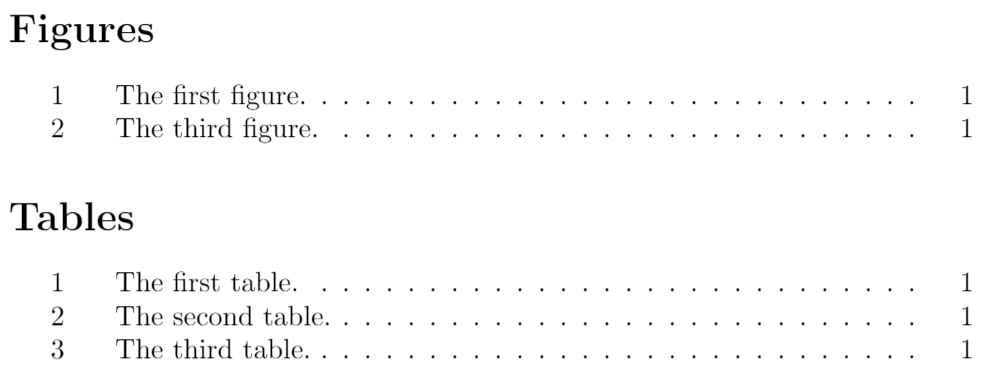 Figures
1 The first figure. . . . . . . . . . . . . . . . . . . . . . . . . . . . . 1
2 The third figure. . . . . . . . . . . . . . . . . . . . . . . . . . . . 1
Tables
1 The first table. . . . . . . . . . . . . . . . . . . . . . . . . . . . . 1
2 The second table. . . . . . . . . . . . . . . . . . . . . . . . . . . . 1
3 The third table. . . . . . . . . . . . . . . . . . . . . . . . . . . . . 1